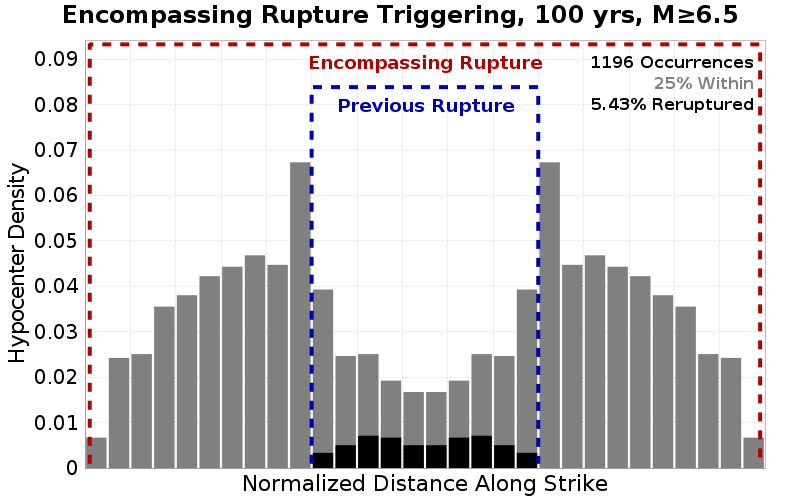 Encompassing Rupture Triggering, 100 yrs, M≥6.5
Encompassing Rupture
Previous Rupture
1196 Occurrences
25% Within
5.43% Reruptured
Hypocenter Density
0.09
0.08
0.07
0.06
0.05
0.04
0.03
0.02
0.01
0
Normalized Distance Along Strike